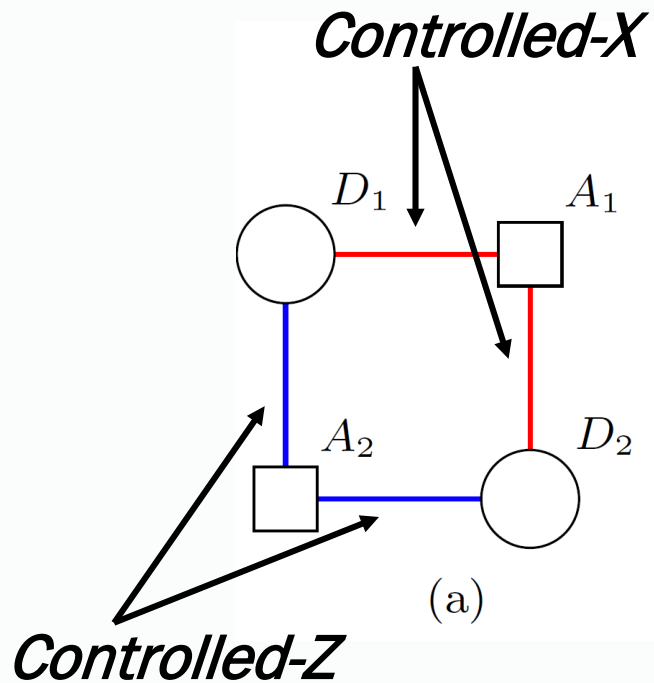 Controlled-X
D₁
A₁
A₂
D₂
(a)
Controlled-Z